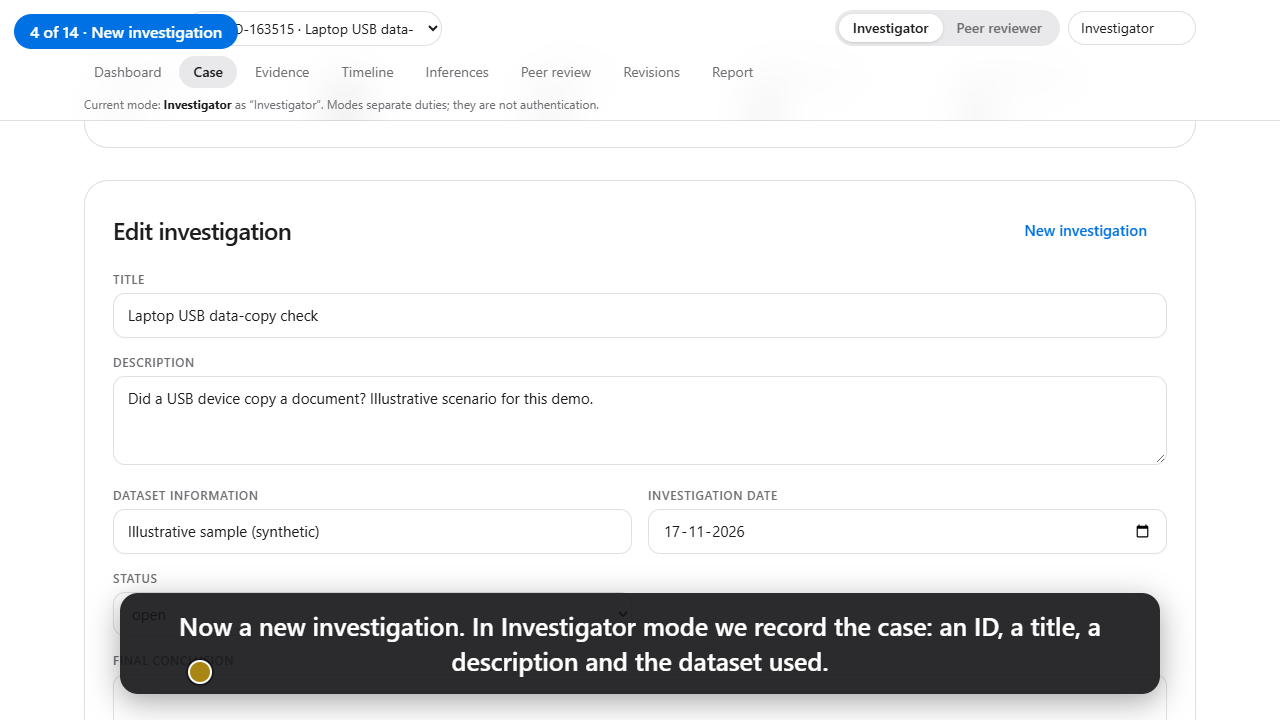 4 of 14 · New investigation
D-163515 · Laptop USB data-
Investigator
Peer reviewer
Investigator
Dashboard
Case
Evidence
Timeline
Inferences
Peer review
Revisions
Report
Current mode: Investigator as “Investigator”. Modes separate duties; they are not authentication.
Edit investigation
New investigation
TITLE
Laptop USB data-copy check
DESCRIPTION
Did a USB device copy a document? Illustrative scenario for this demo.
DATASET INFORMATION
INVESTIGATION DATE
Illustrative sample (synthetic)
17-11-2026
STATUS
open
Now a new investigation. In Investigator mode we record the case: an ID, a title, a
description and the dataset used.
FINAL CONCLUSION